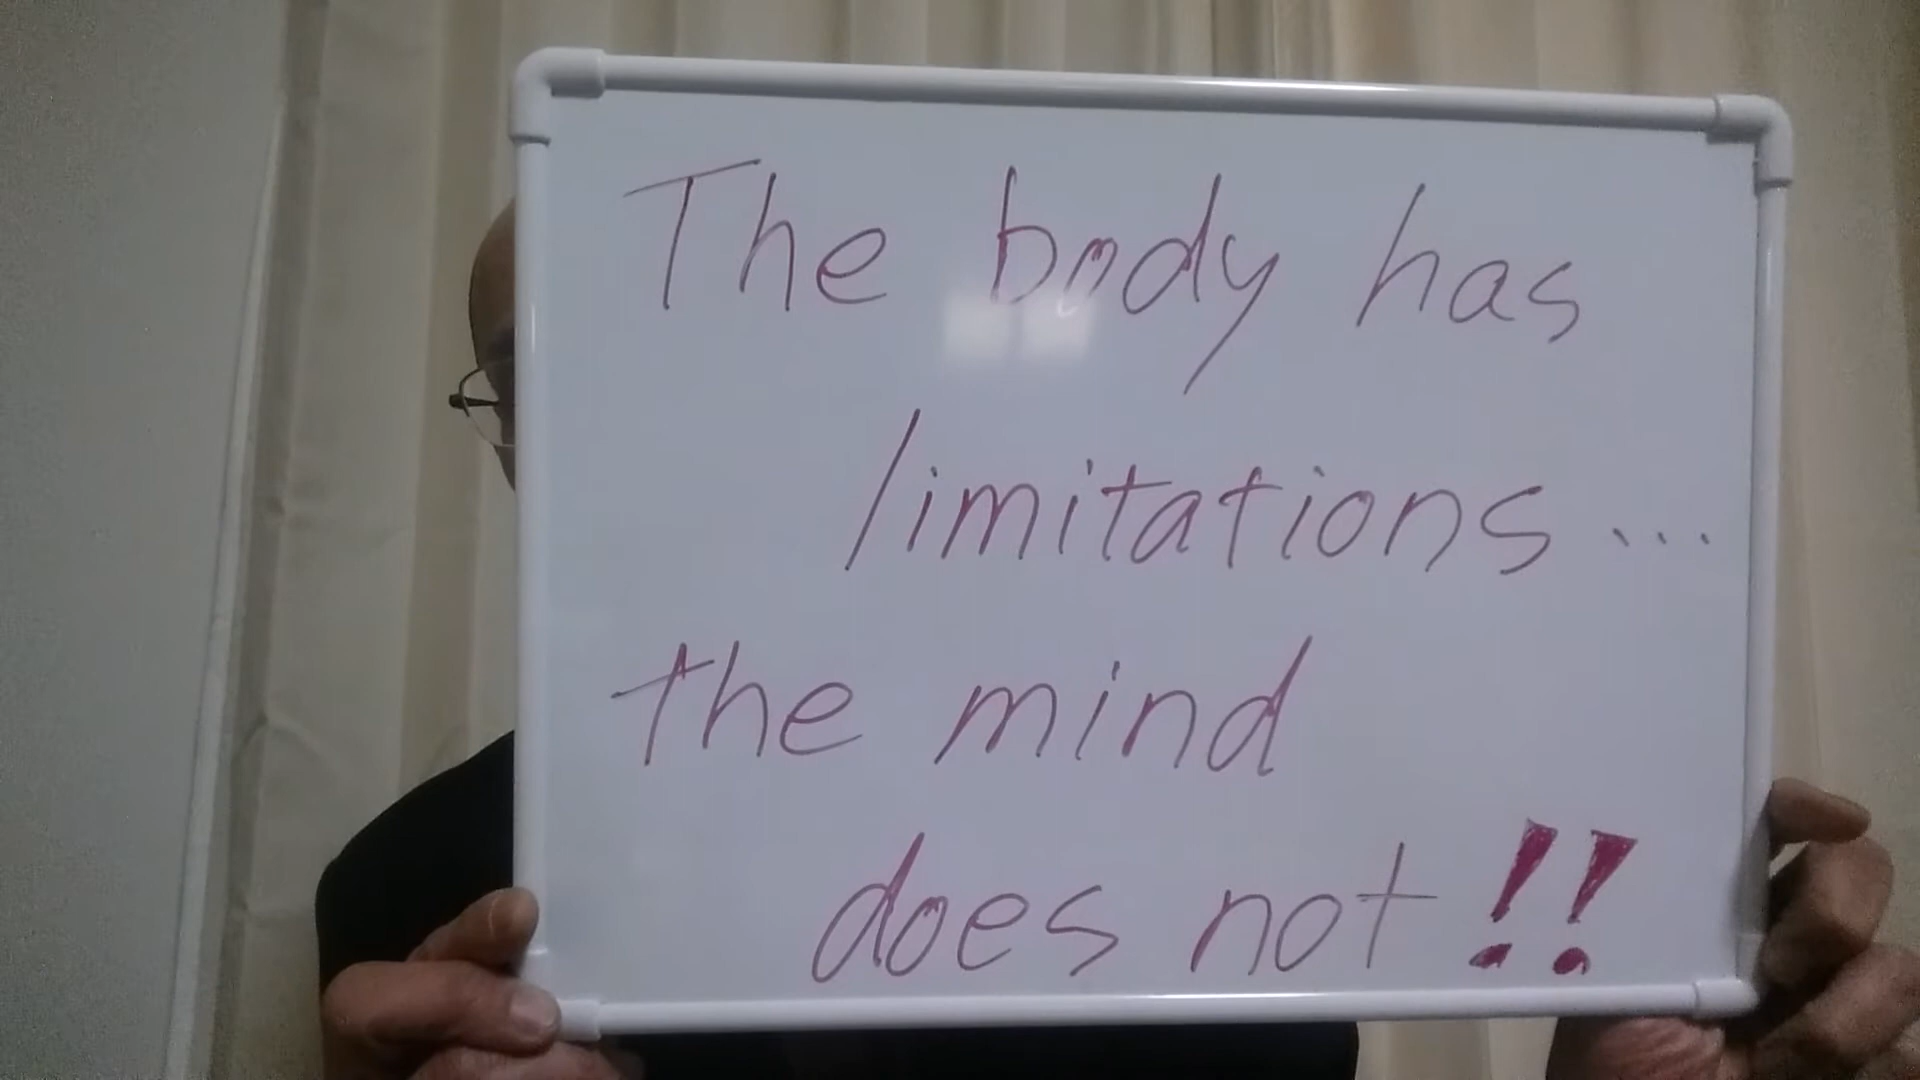 The body has
limitations...
the mind
does not!!